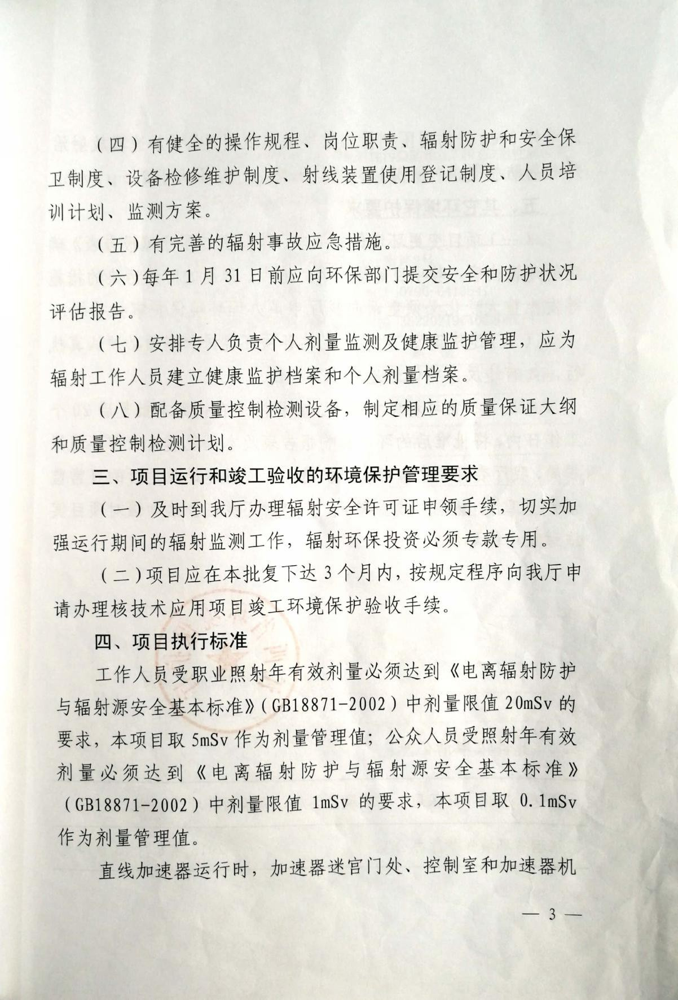 （四）有健全的操作规程、岗位职责、辐射防护和安全保
卫制度、设备检修维护制度、射线装置使用登记制度、人员培
训计划、监测方案。
（五）有完善的辐射事故应急措施。
（六）每年1月31日前应向环保部门提交安全和防护状况
评估报告。
（七）安排专人负责个人剂量监测及健康监护管理，应为
辐射工作人员建立健康监护档案和个人剂量档案。
（八）配备质量控制检测设备，制定相应的质量保证大纲
和质量控制检测计划。
三、项目运行和竣工验收的环境保护管理要求
（一）及时到我厅办理辐射安全许可证申领手续，切实加
强运行期间的辐射监测工作，辐射环保投资必须专款专用。
（二）项目应在本批复下达3个月内，按规定程序向我厅申
请办理核技术应用项目竣工环境保护验收手续。
四、项目执行标准
工作人员受职业照射年有效剂量必须达到《电离辐射防护
与辐射源安全基本标准》（GB18871-2002）中剂量限值20mSv的
要求，本项目取5mSv作为剂量管理值；公众人员受照射年有效
剂量必须达到《电离辐射防护与辐射源安全基本标准》
（GB18871-2002）中剂量限值 1mSv 的要求，本项目取 0.1mSv
作为剂量管理值。
直线加速器运行时，加速器迷宫门处、控制室和加速器机
— 3 —